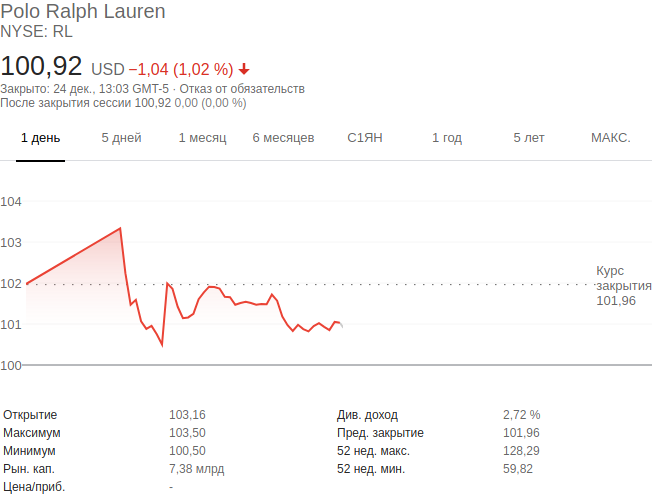 Polo Ralph Lauren
NYSE: RL
100,92 USD −1,04 (1,02 %)
Закрыто: 24 дек., 13:03 GMT-5 · Отказ от обязательств
После закрытия сессии 100,92 0,00 (0,00 %)
1 день 5 дней 1 месяц 6 месяцев С1ЯН 1 год 5 лет МАКС.
104
103
102
101
100
Курс
закрытия
101,96
Открытие 103,16 Див. доход 2,72 %
Максимум 103,50 Пред. закрытие 101,96
Минимум 100,50 52 нед. макс. 128,29
Рын. кап. 7,38 млрд 52 нед. мин. 59,82
Цена/приб. -